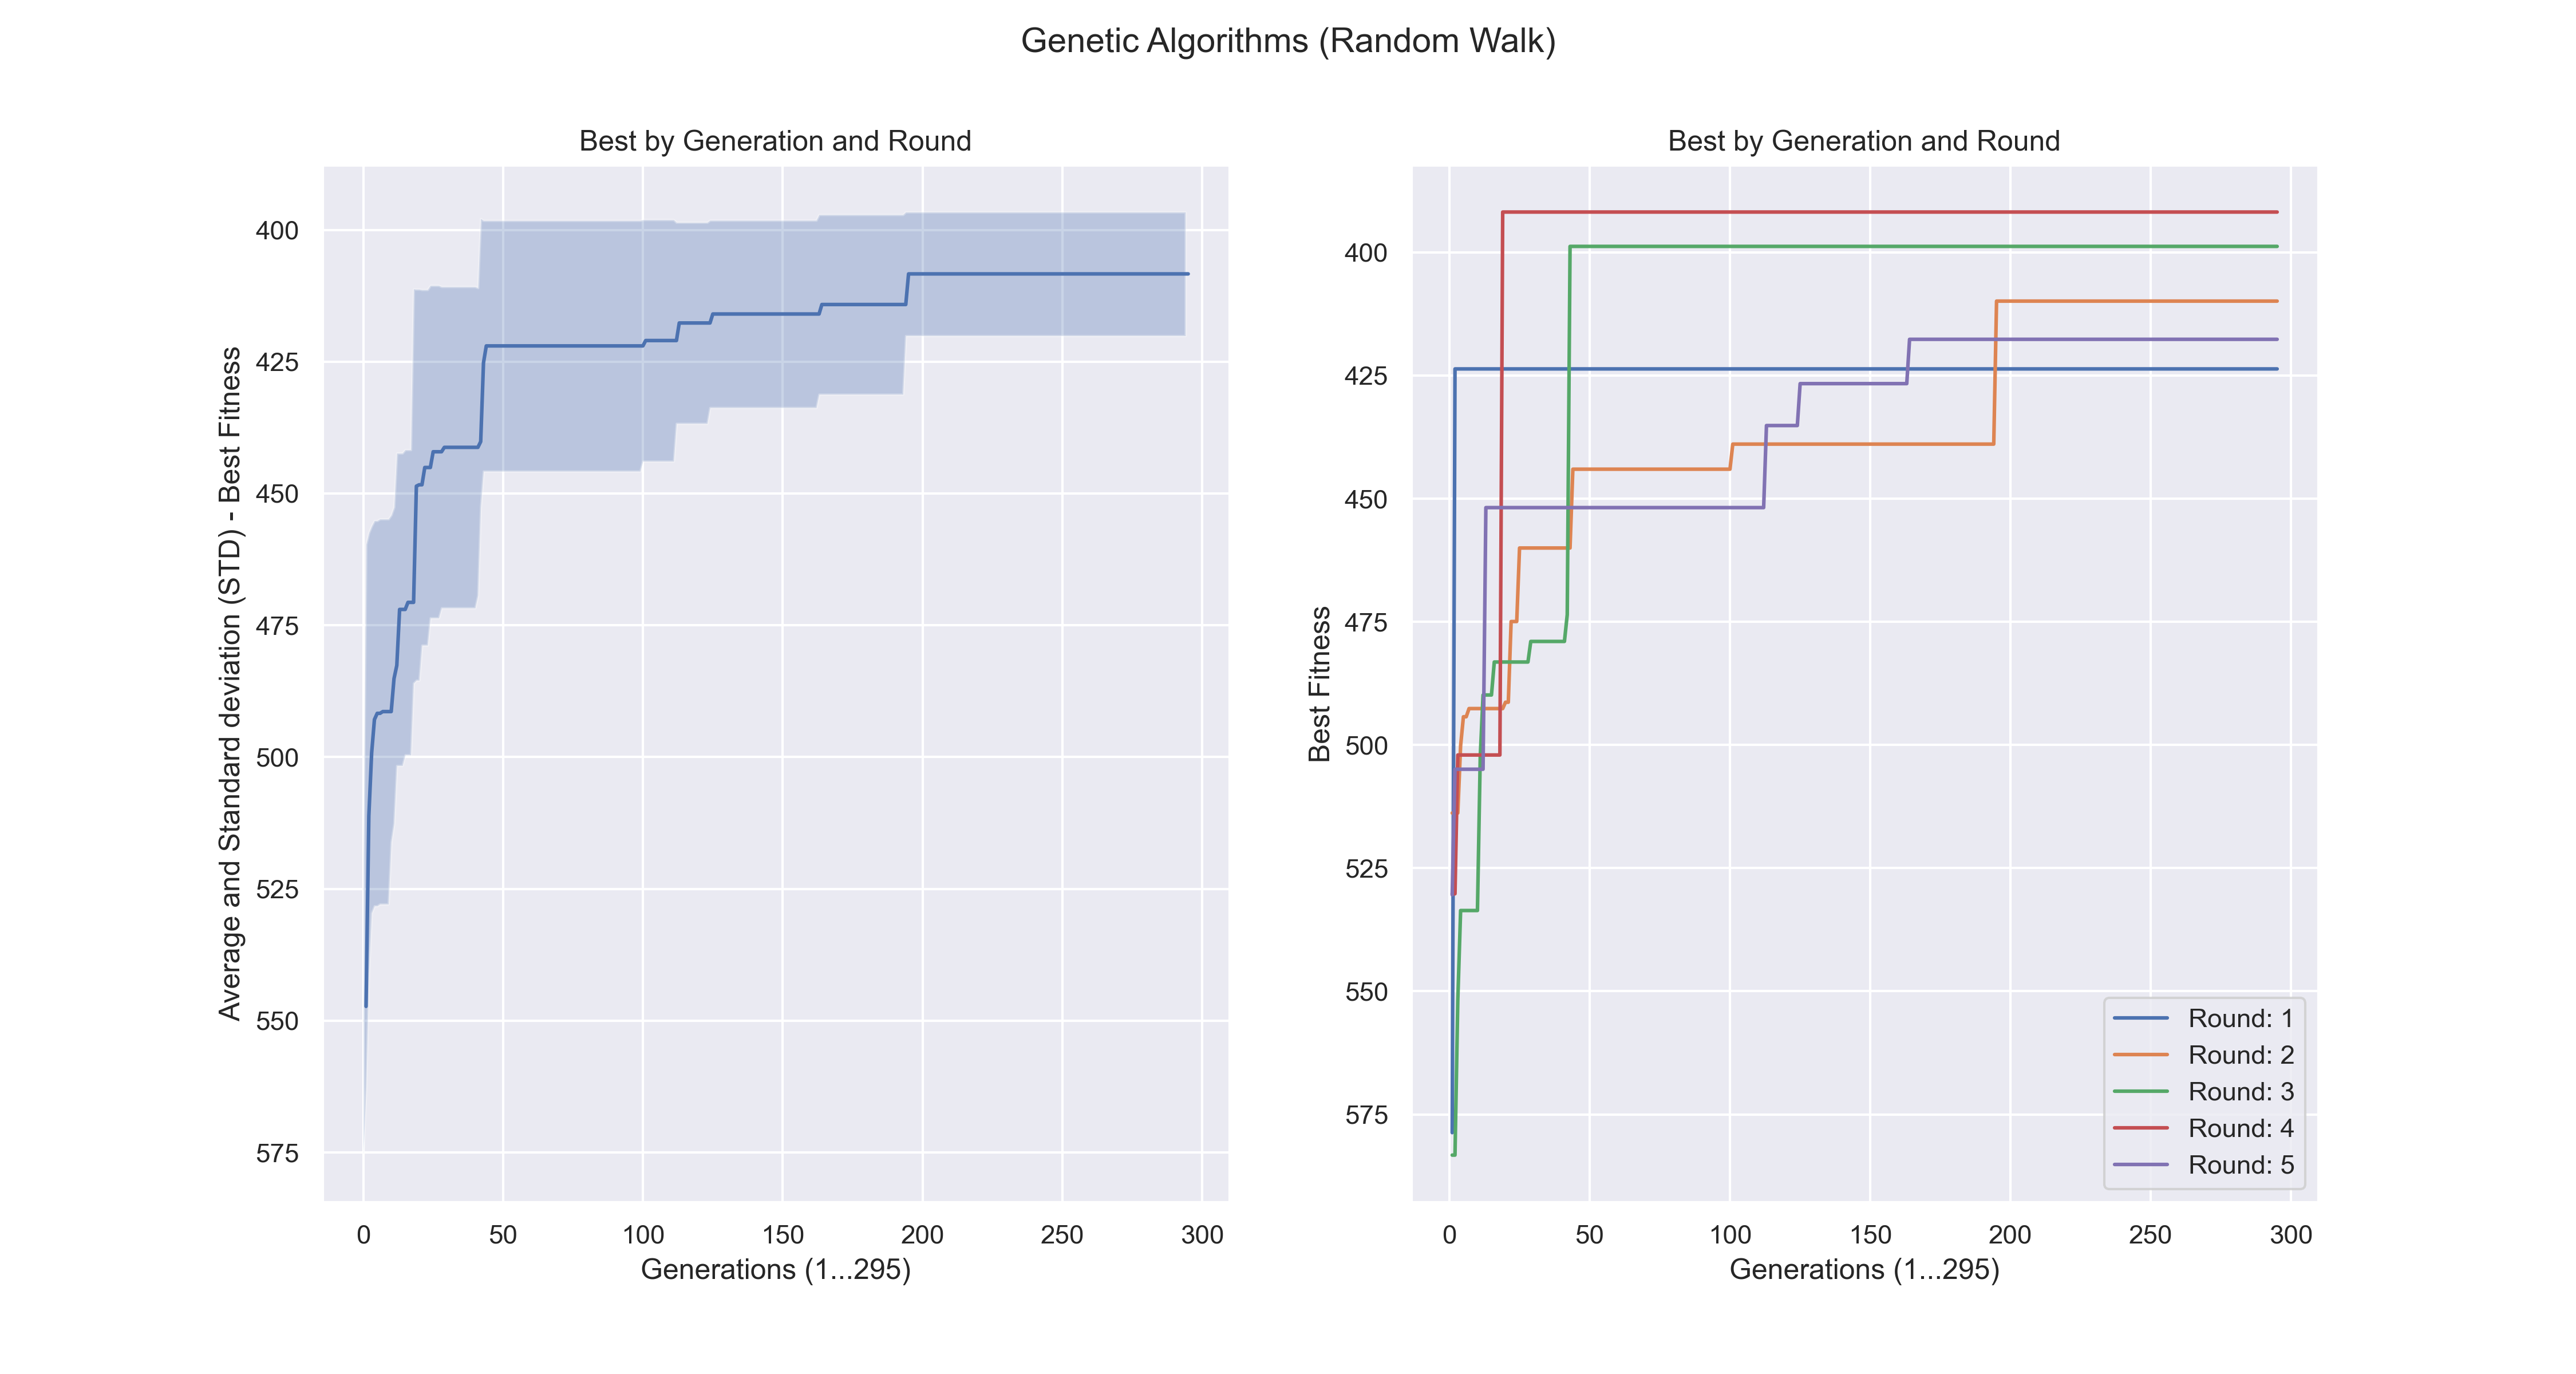 Genetic Algorithms (Random Walk)
Best by Generation and Round
Average and Standard deviation (STD) - Best Fitness
400
425
450
475
500
525
550
575
0 50 100 150 200 250 300
Generations (1...295)
Best by Generation and Round
Best Fitness
400
425
450
475
500
525
550
575
Round: 1
Round: 2
Round: 3
Round: 4
Round: 5
0 50 100 150 200 250 300
Generations (1...295)